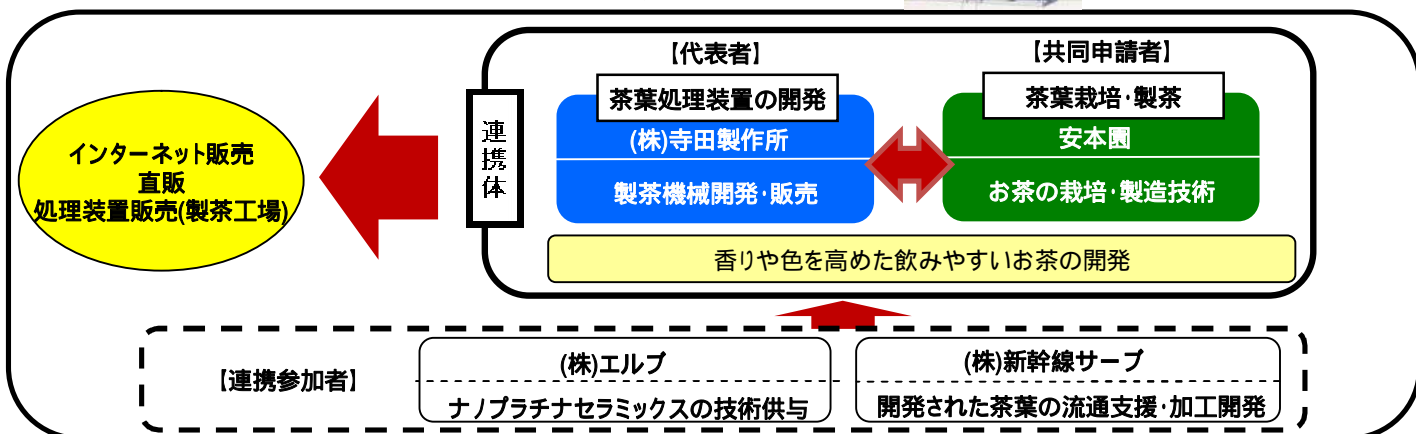 【代表者】
【共同申請者】
茶葉処理装置の開発
茶葉栽培・製茶
(株)寺田製作所
安本園
製茶機械開発・販売
お茶の栽培・製造技術
連携体
香りや色を高めた飲みやすいお茶の開発
インターネット販売
直販
処理装置販売(製茶工場)
【連携参加者】
(株)エルブ
ナノプラチナセラミックスの技術供与
(株)新幹線サーブ
開発された茶葉の流通支援・加工開発